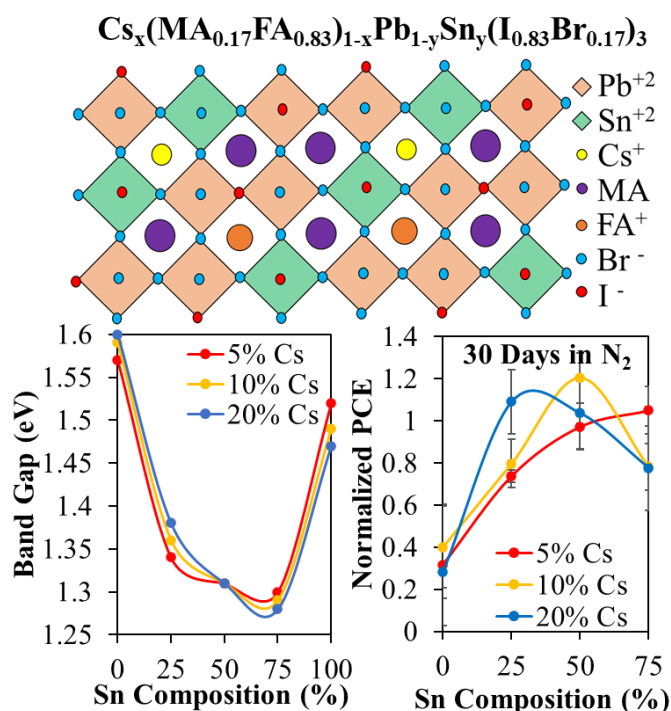 Csₓ(MA₀.₁₇FA₀.₈₃)₁₋ₓPb₁₋ᵧSnᵧ(I₀.₈₃Br₀.₁₇)₃
Pb⁺²
Sn⁺²
Cs⁺
MA
FA⁺
Br⁻
I⁻
1.6
1.55
1.5
1.45
1.4
1.35
1.3
1.25
Band Gap (eV)
5% Cs
10% Cs
20% Cs
0 25 50 75 100
Sn Composition (%)
1.4
1.2
1
0.8
0.6
0.4
0.2
0
Normalized PCE
30 Days in N₂
5% Cs
10% Cs
20% Cs
0 25 50 75
Sn Composition (%)